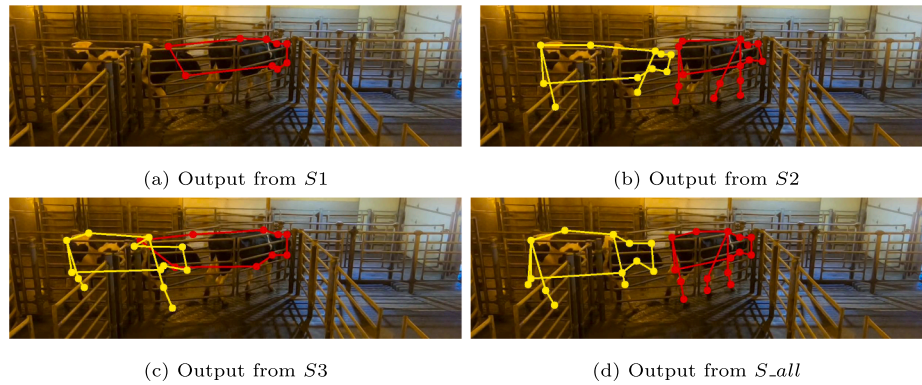 (a) Output from S1
(b) Output from S2
(c) Output from S3
(d) Output from S_all